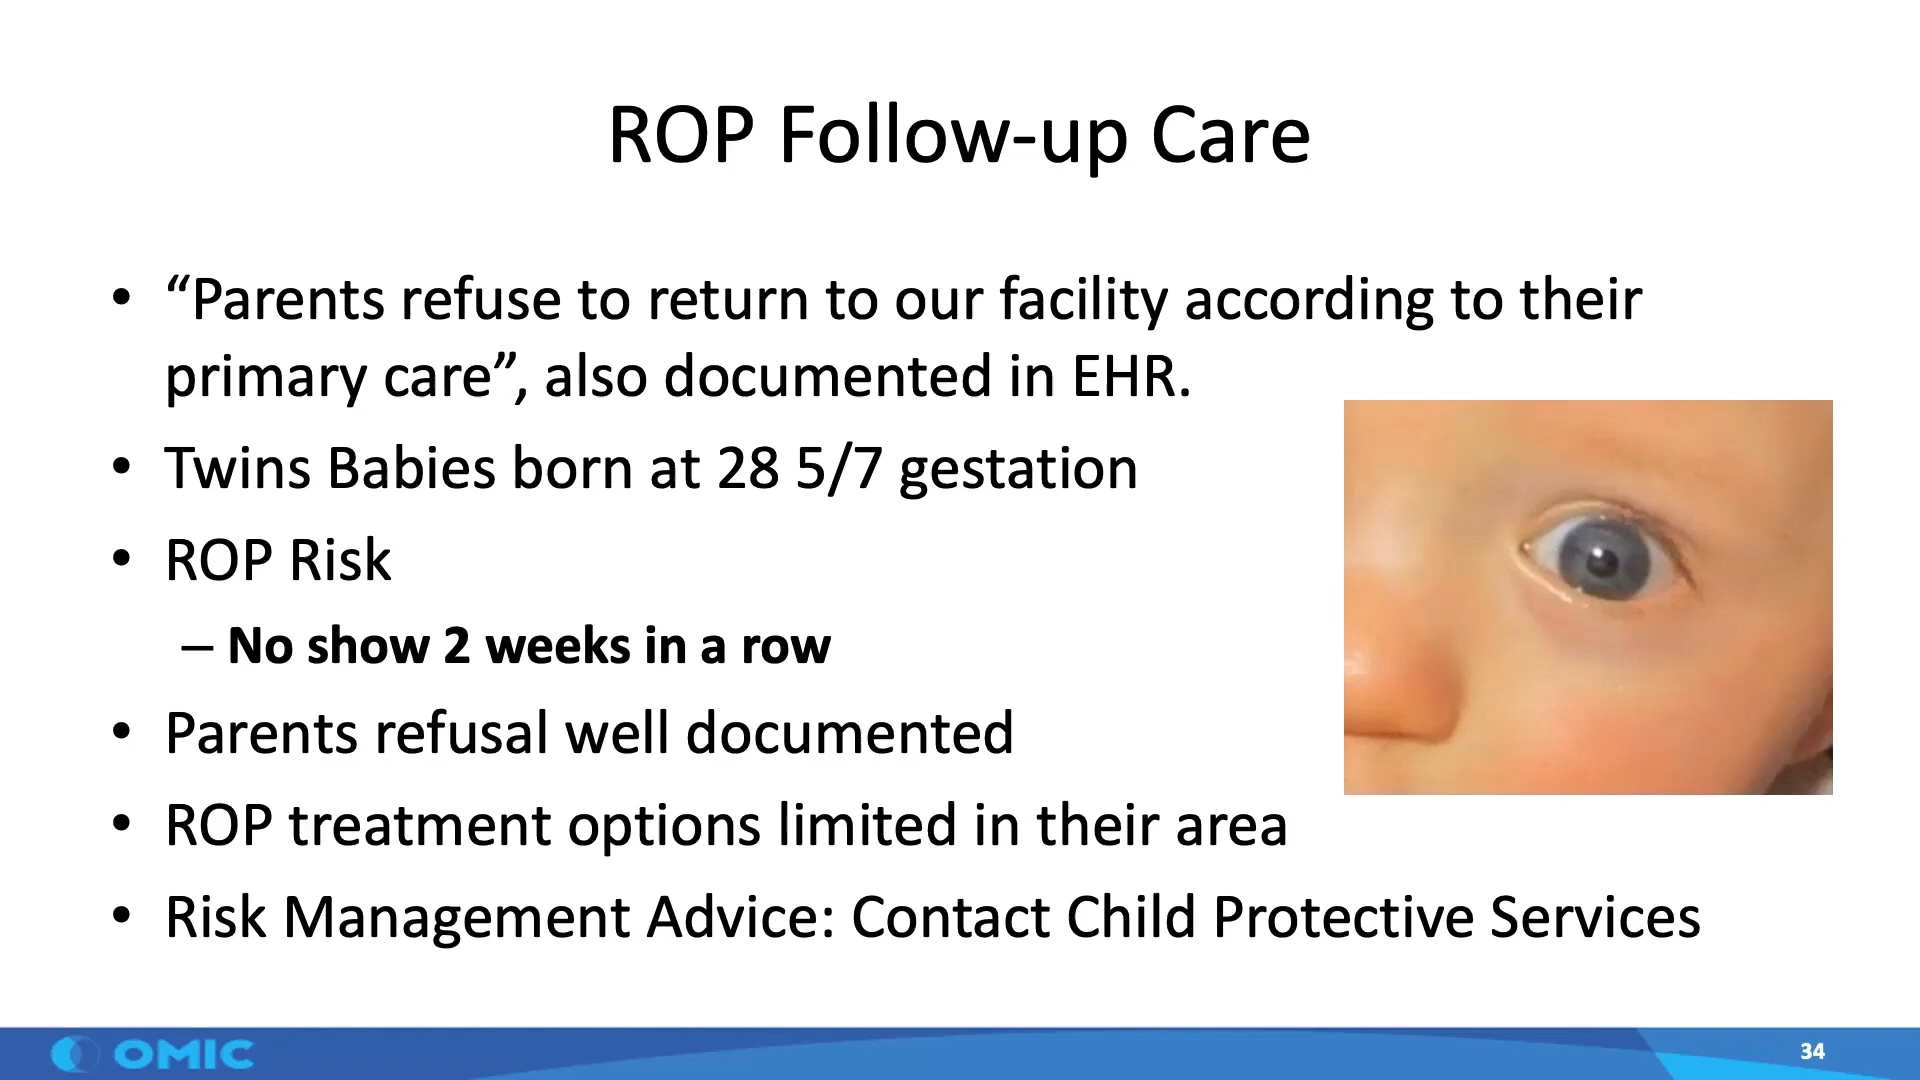 ROP Follow-up Care
• “Parents refuse to return to our facility according to their
primary care”, also documented in EHR.
• Twins Babies born at 28 5/7 gestation
• ROP Risk
– No show 2 weeks in a row
• Parents refusal well documented
• ROP treatment options limited in their area
• Risk Management Advice: Contact Child Protective Services
OMIC
34